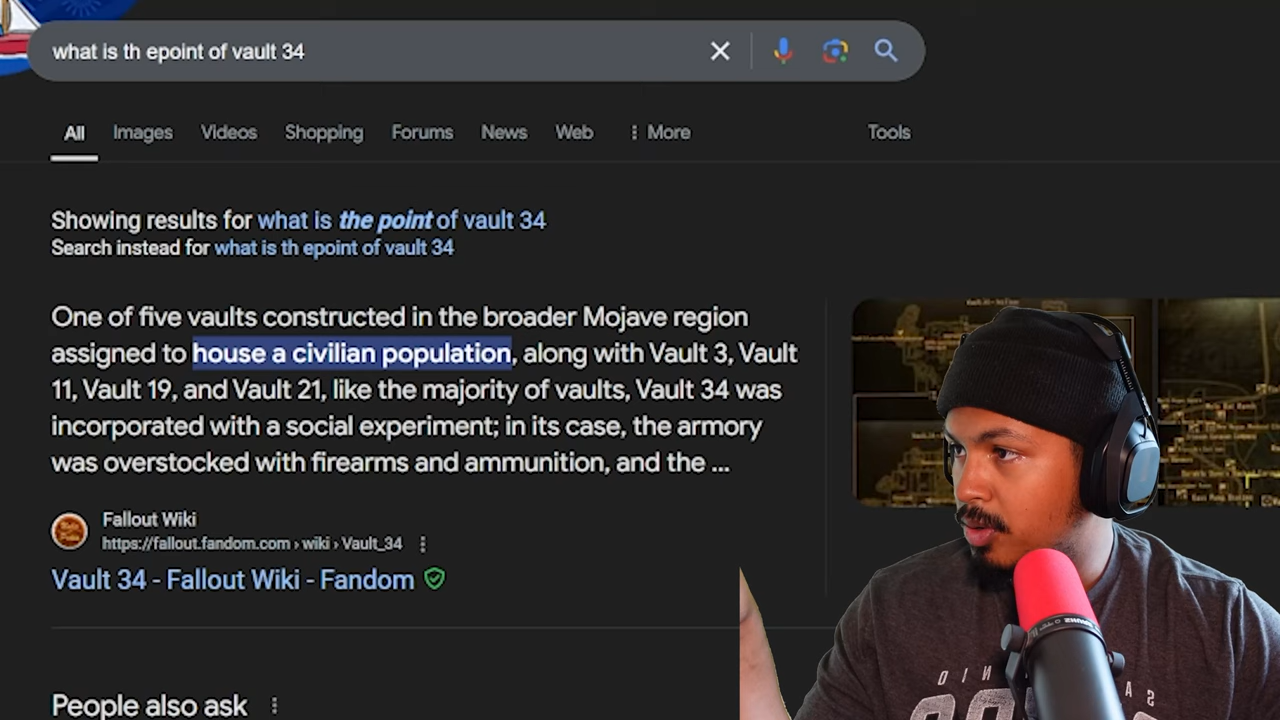 what is th epoint of vault 34
All Images Videos Shopping Forums News Web More Tools
Showing results for what is the point of vault 34
Search instead for what is th epoint of vault 34
One of five vaults constructed in the broader Mojave region
assigned to house a civilian population, along with Vault 3, Vault
11, Vault 19, and Vault 21, like the majority of vaults, Vault 34 was
incorporated with a social experiment; in its case, the armory
was overstocked with firearms and ammunition, and the ...
Fallout Wiki
https://fallout.fandom.com › wiki › Vault_34
Vault 34 - Fallout Wiki - Fandom
People also ask